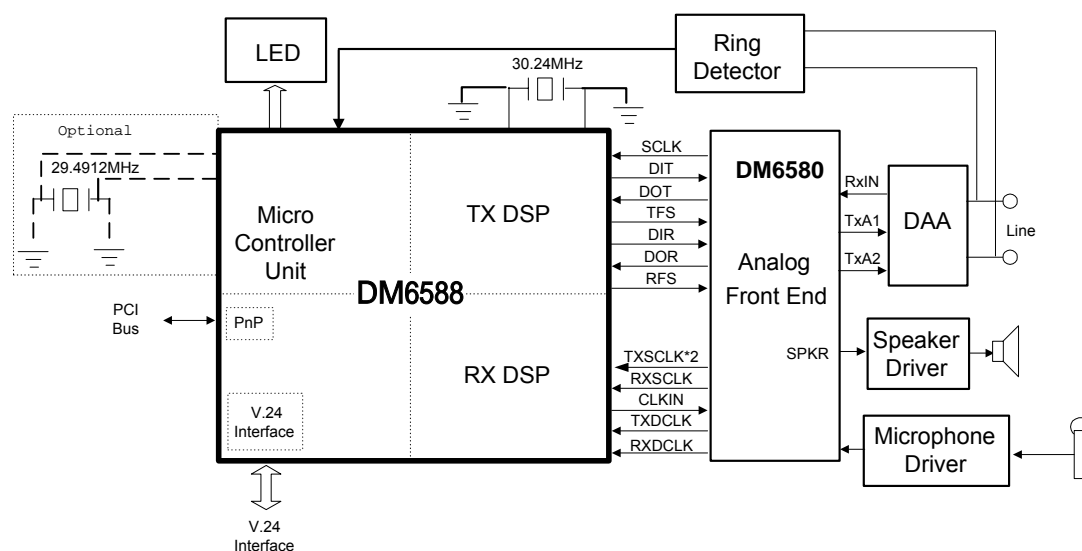 LED
Ring
Detector
30.24MHz
Optional
29.4912MHz
Micro
Controller
Unit
TX DSP
DM6588
PnP
RX DSP
V.24
Interface
PCI
Bus
V.24
Interface
SCLK
DIT
DOT
TFS
DIR
DOR
RFS
TXSCLK*2
RXSCLK
CLKIN
TXDCLK
RXDCLK
DM6580
Analog
Front End
SPKR
RxIN
TxA1
TxA2
DAA
Line
Speaker
Driver
Microphone
Driver